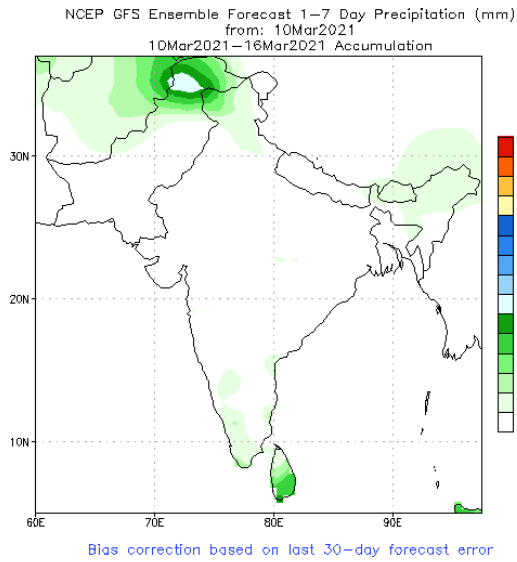 NCEP GFS Ensemble Forecast 1-7 Day Precipitation (mm)
from: 10Mar2021
10Mar2021-16Mar2021 Accumulation
30N
20N
10N
60E 70E 80E 90E
Bias correction based on last 30-day forecast error